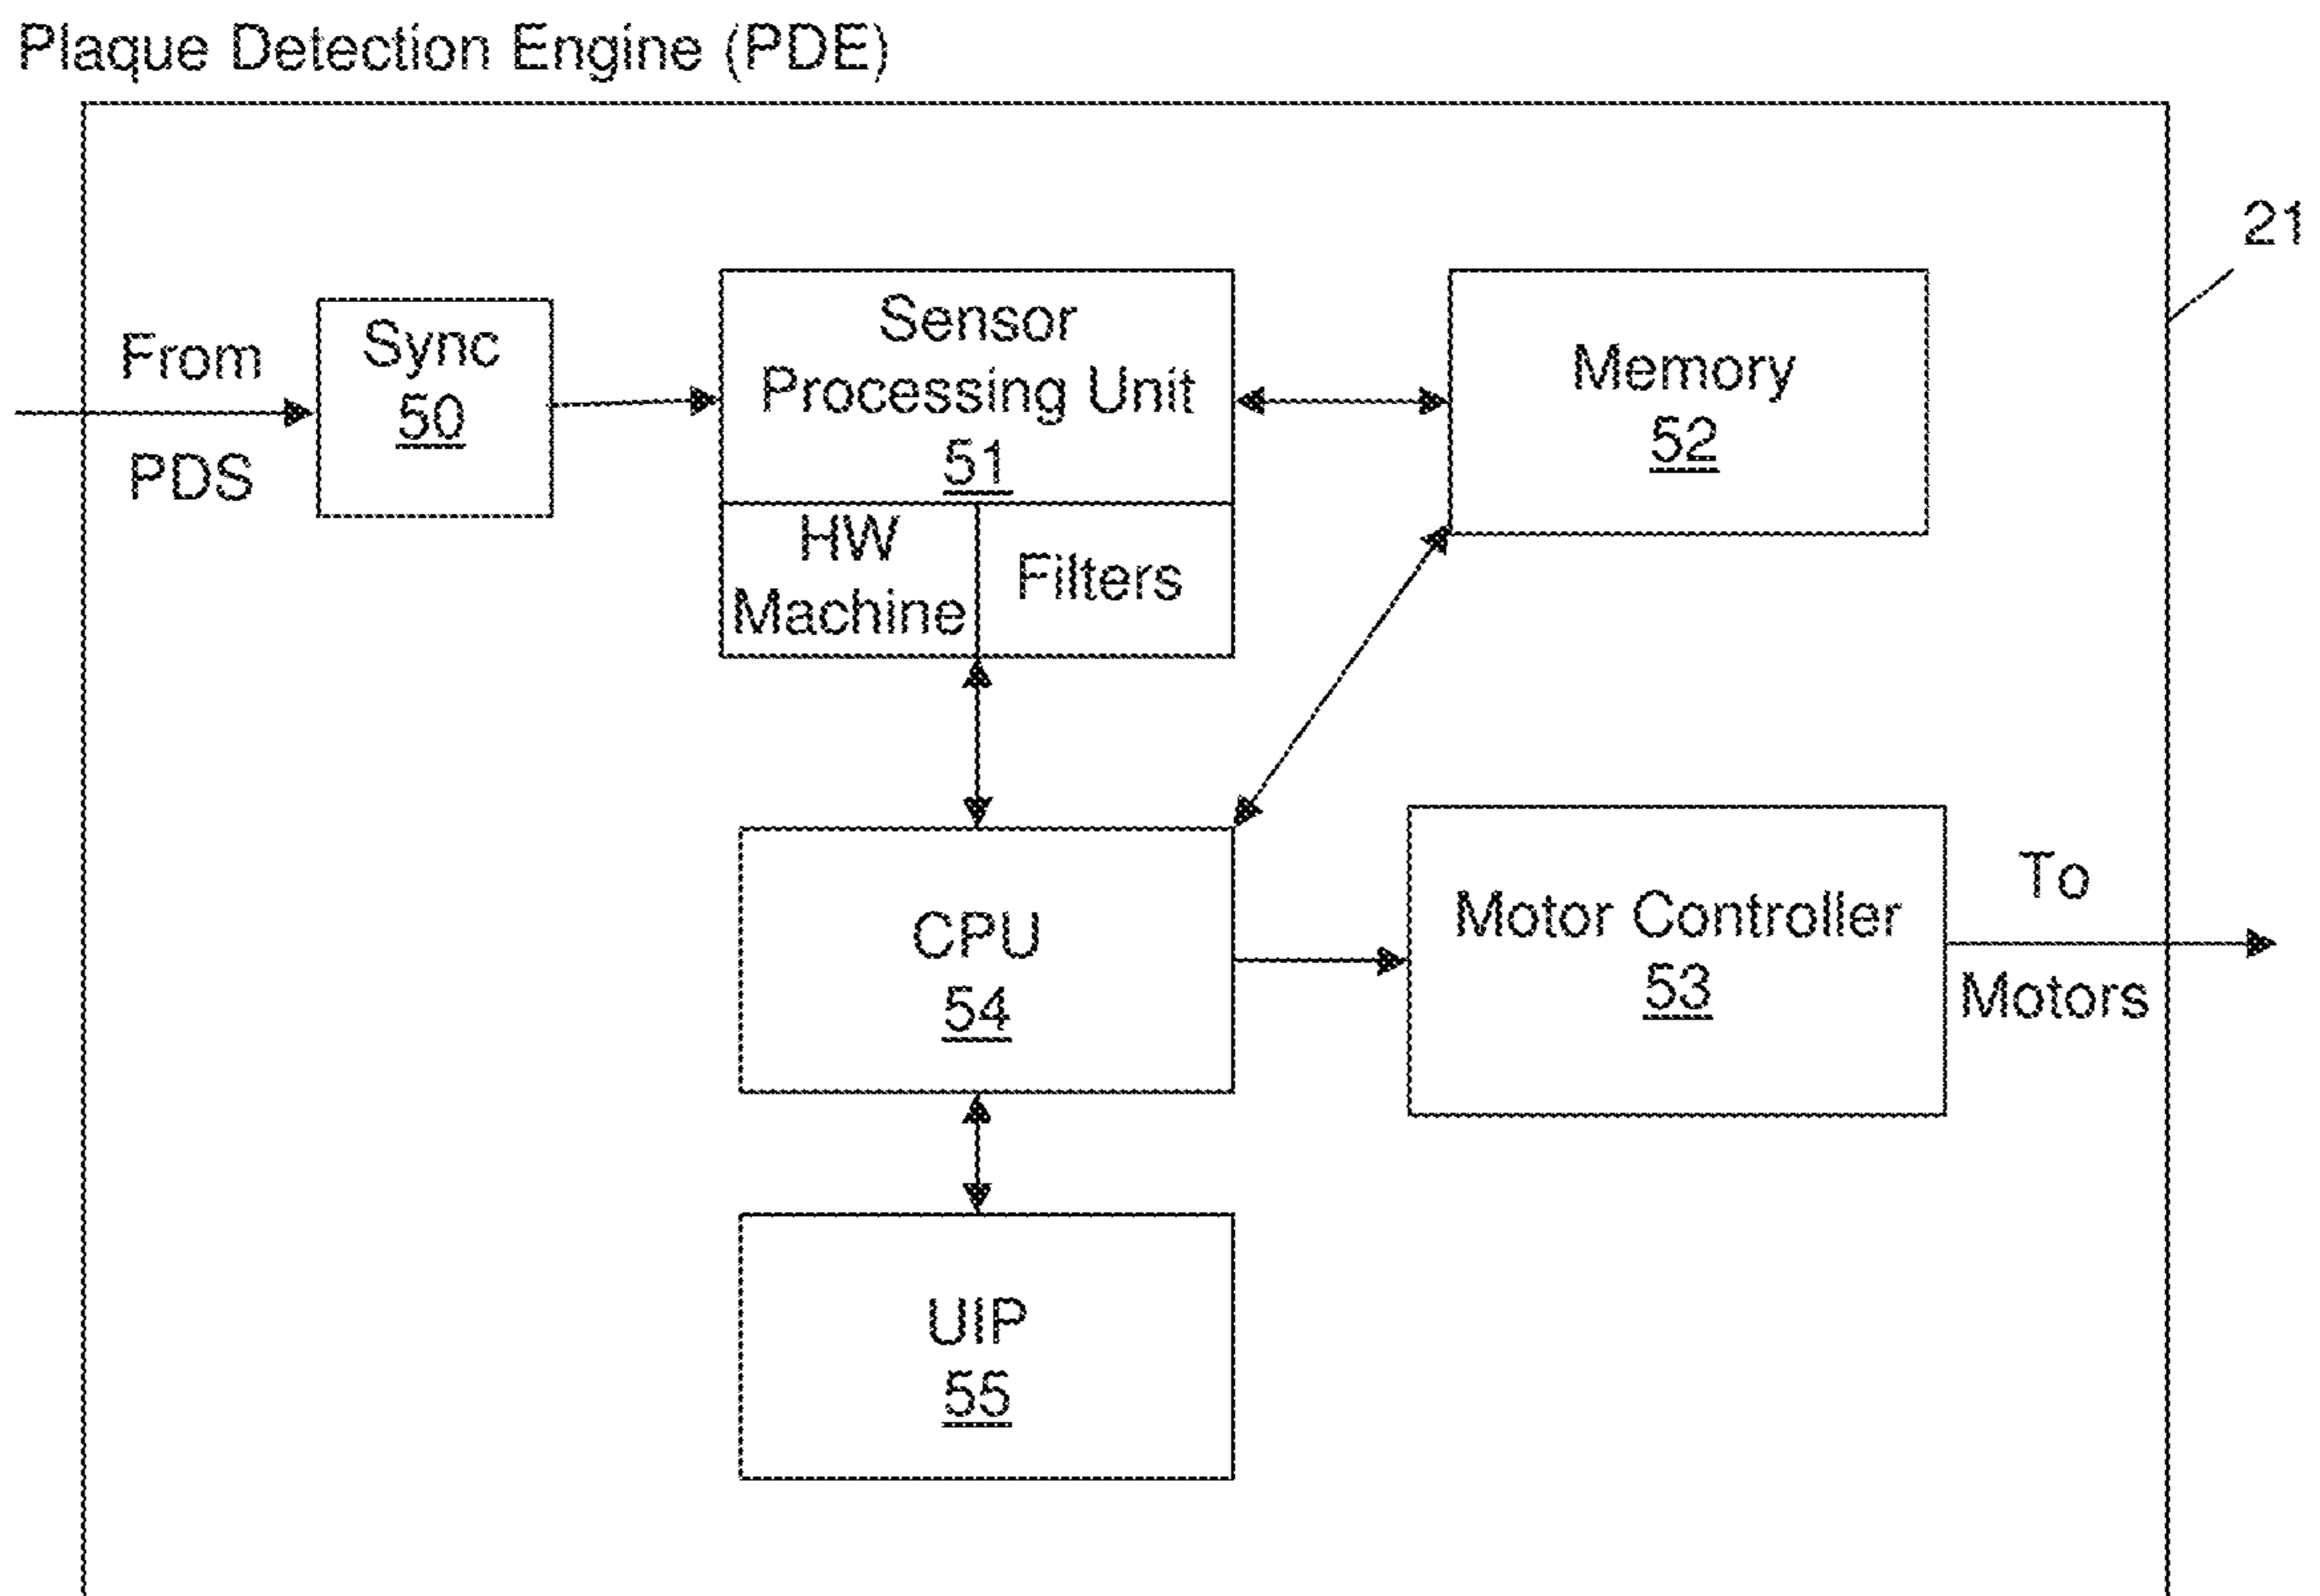 Plaque Detection Engine (PDE)
21
From
PDS
Sync
50
Sensor
Processing Unit
51
HW
Machine
Filters
Memory
52
CPU
54
Motor Controller
53
To
Motors
UIP
55